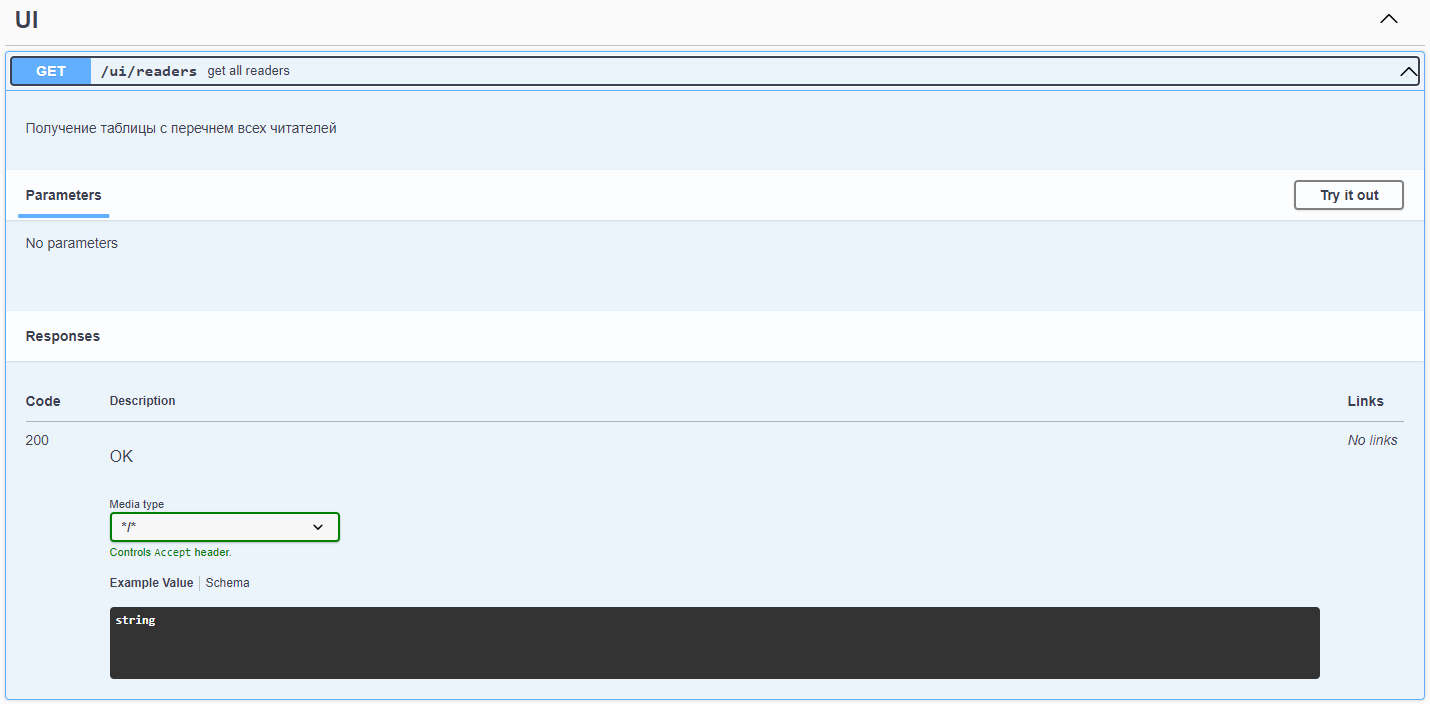 UI
GET /ui/readers get all readers
Получение таблицы с перечнем всех читателей
Parameters Try it out
No parameters
Responses
Code Description Links
200 No links
OK
Media type
*/*
Controls Accept header.
Example Value Schema
string